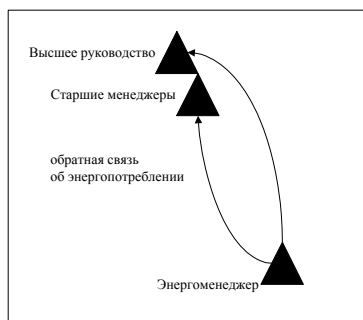 Высшее руководство
Старшие менеджеры
обратная связь
об энергопотреблении
Энергоменеджер